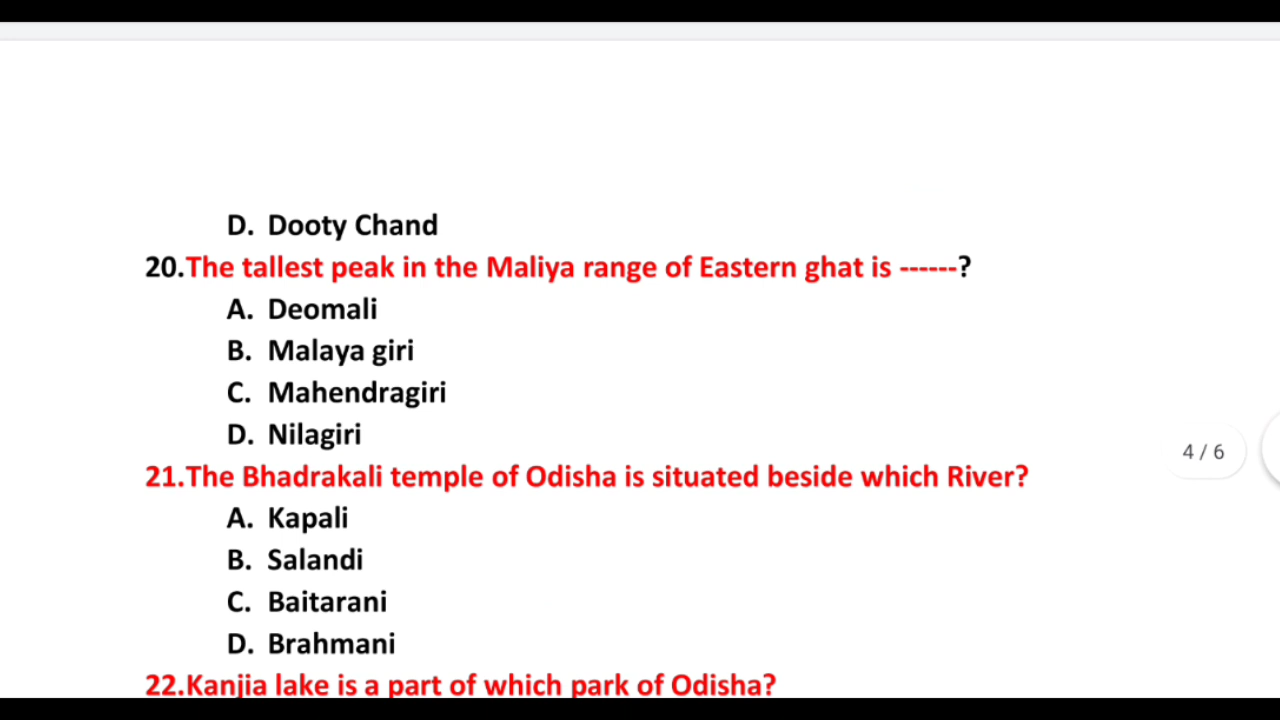 D. Dooty Chand
20.The tallest peak in the Maliya range of Eastern ghat is ------?
A. Deomali
B. Malaya giri
C. Mahendragiri
D. Nilagiri
21.The Bhadrakali temple of Odisha is situated beside which River?
A. Kapali
B. Salandi
C. Baitarani
D. Brahmani
22.Kanjia lake is a part of which park of Odisha?
4 / 6